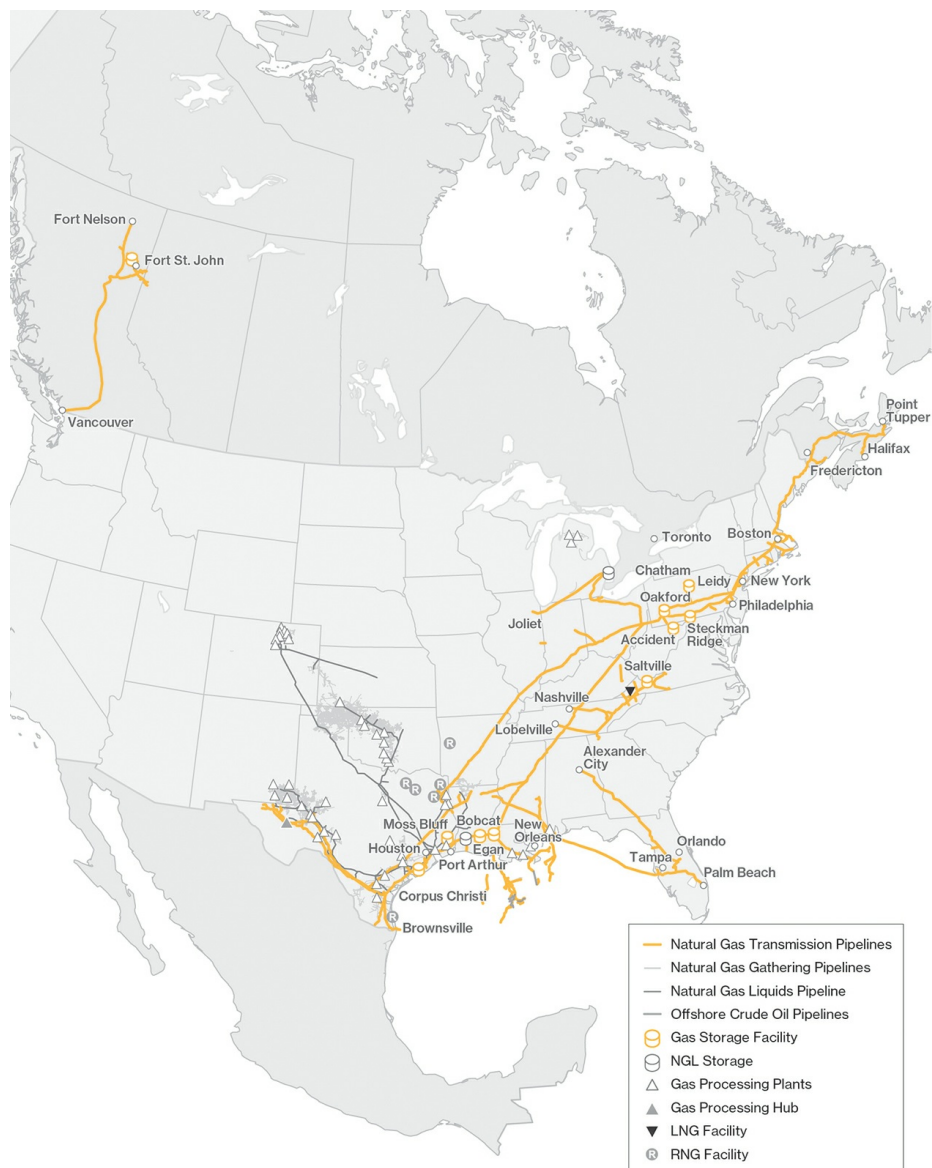 Fort Nelson
Fort St. John
Vancouver
Point
Tupper
Halifax
Fredericton
Toronto
Boston
Chatham
Leidy
New York
Oakford
Philadelphia
Joliet
Accident
Steckman
Ridge
Saltville
Nashville
Lobelville
R
Alexander
City
R
R
R
R
Moss Bluff
Bobcat
New
Orleans
Houston
Egan
Port Arthur
Orlando
Tampa
Palm Beach
Corpus Christi
R
Brownsville
Natural Gas Transmission Pipelines
Natural Gas Gathering Pipelines
Natural Gas Liquids Pipeline
Offshore Crude Oil Pipelines
Gas Storage Facility
NGL Storage
Gas Processing Plants
Gas Processing Hub
LNG Facility
R RNG Facility